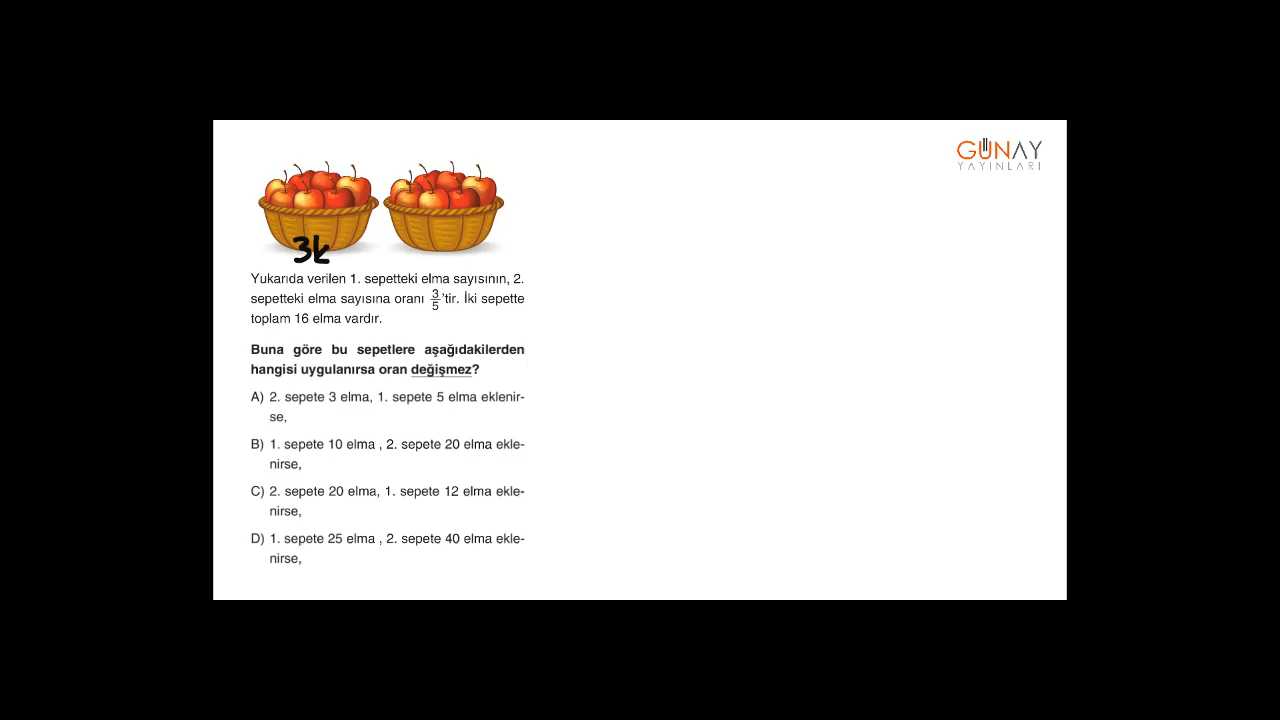 GÜNAY
YAYINLARI
3k
Yukarıda verilen 1. sepetteki elma sayısının, 2.
sepetteki elma sayısına oranı 3/5'tir. İki sepette
toplam 16 elma vardır.
Buna göre bu sepetlere aşağıdakilerden
hangisi uygulanırsa oran değişmez?
A) 2. sepete 3 elma, 1. sepete 5 elma eklenir-
se,
B) 1. sepete 10 elma , 2. sepete 20 elma ekle-
nirse,
C) 2. sepete 20 elma, 1. sepete 12 elma ekle-
nirse,
D) 1. sepete 25 elma , 2. sepete 40 elma ekle-
nirse,